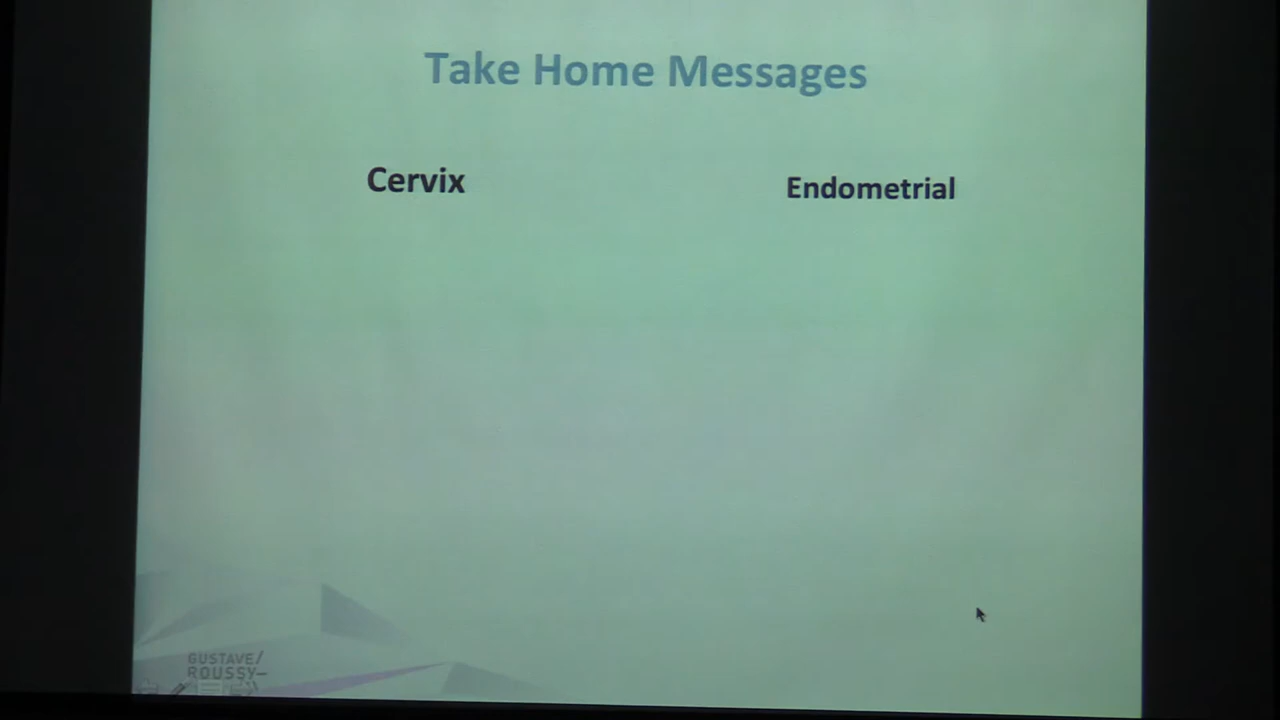 Take Home Messages
Cervix
Endometrial
GUSTAVE/
ROUSSY—